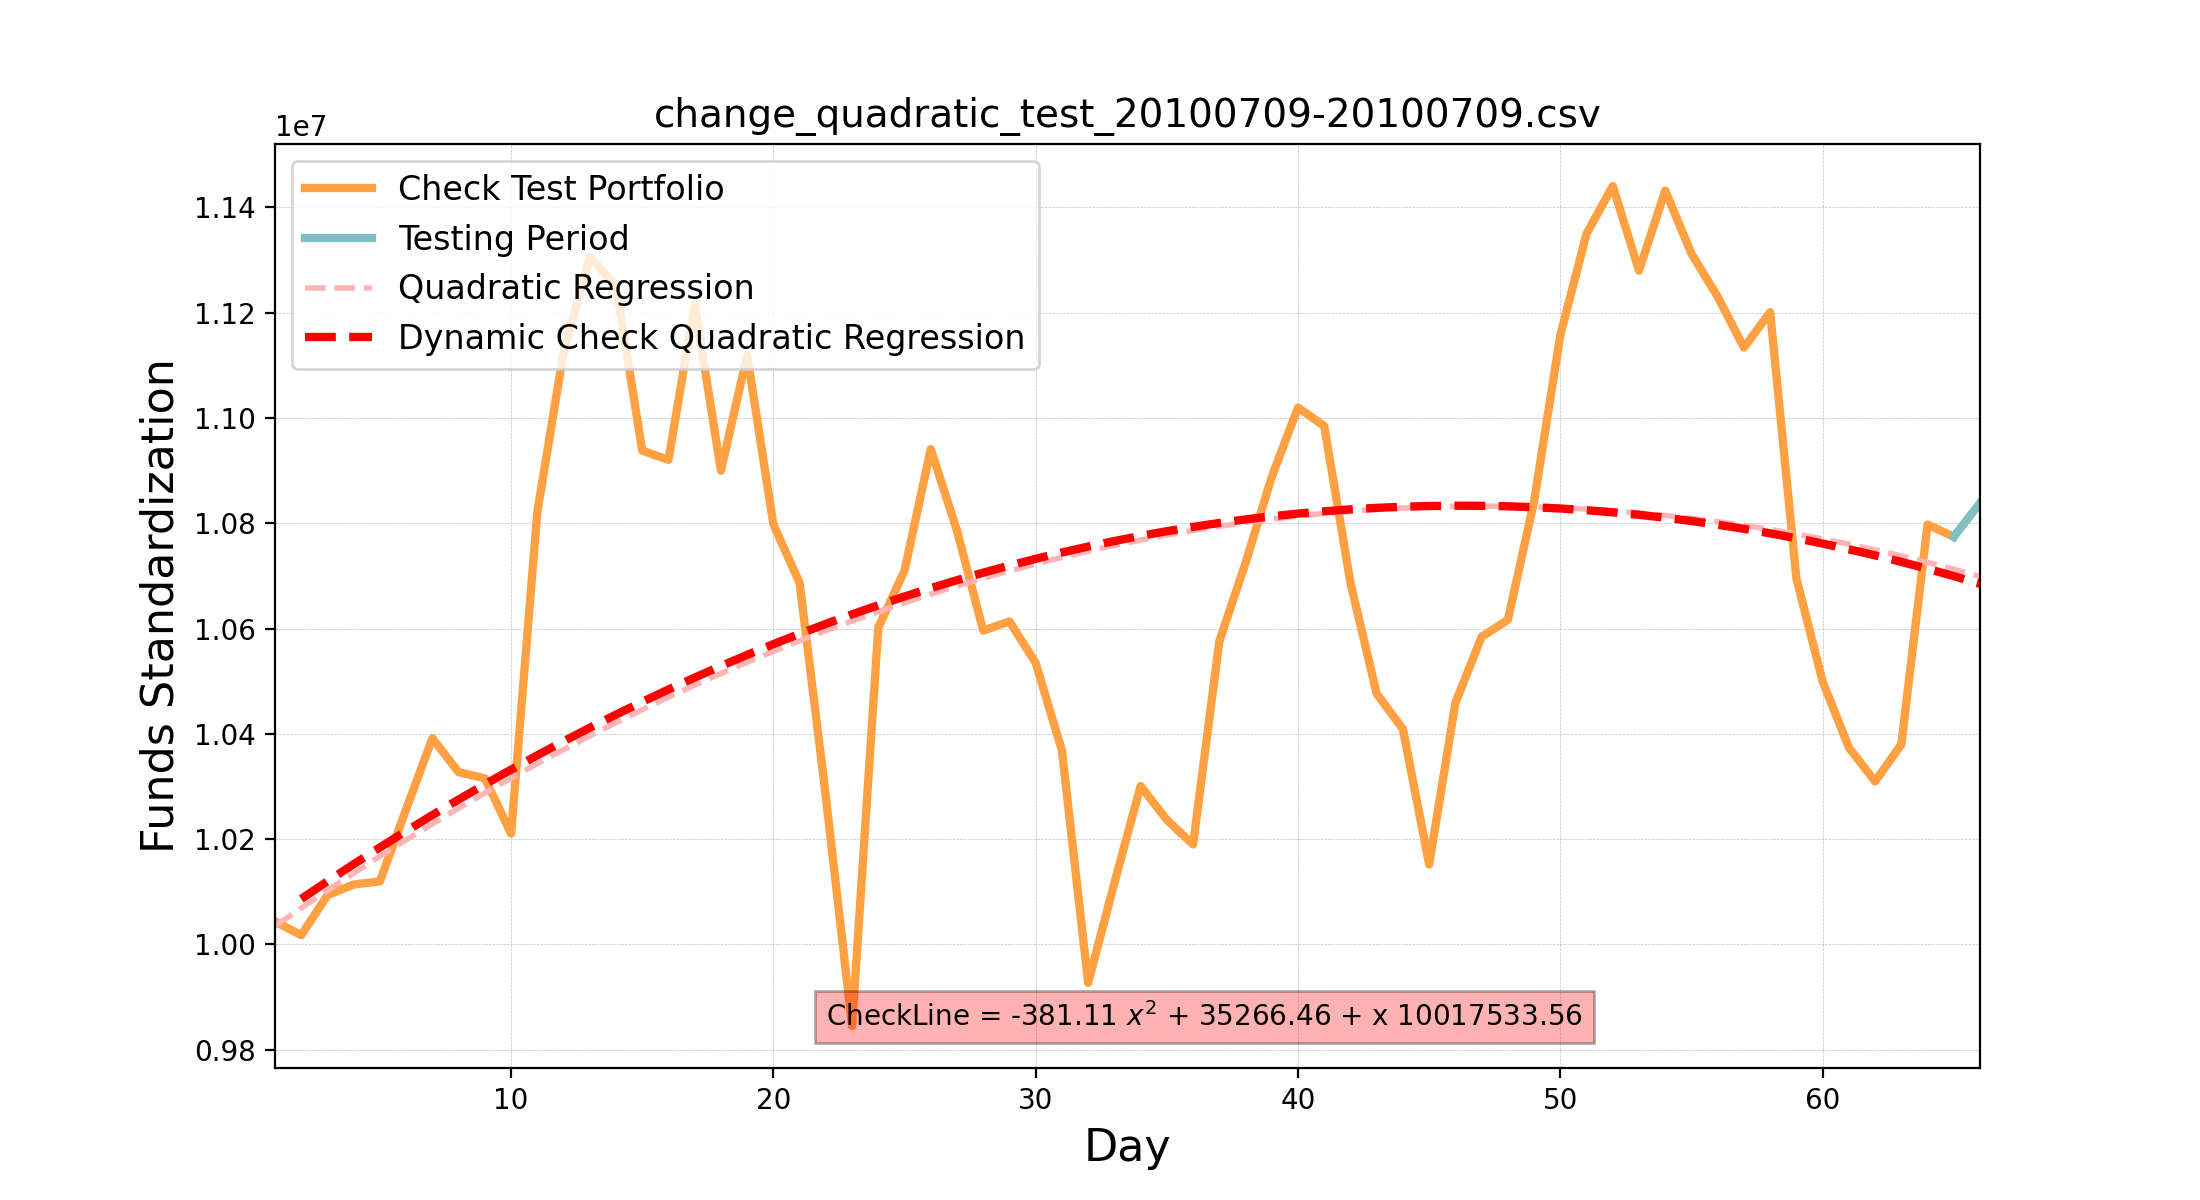 change_quadratic_test_20100709-20100709.csv
1e7
Check Test Portfolio
Testing Period
Quadratic Regression
Dynamic Check Quadratic Regression
1.14
1.12
1.10
1.08
1.06
1.04
1.02
1.00
0.98
Funds Standardization
CheckLine = -381.11 x² + 35266.46 + x 10017533.56
10 20 30 40 50 60
Day